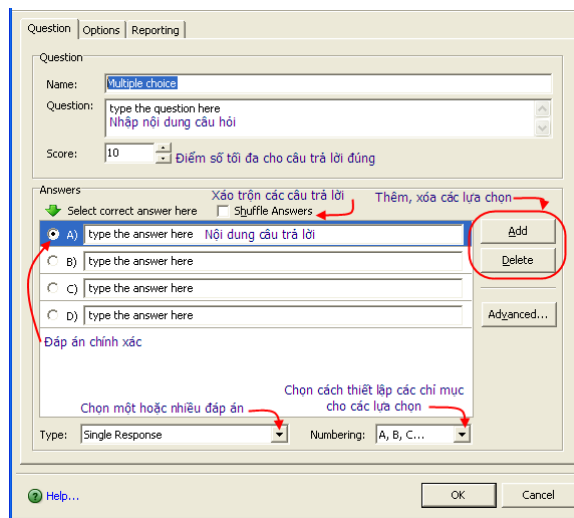 Question Options Reporting
Question
Name: Multiple choice
Question: type the question here
Nhập nội dung câu hỏi
Score: 10 Điểm số tối đa cho câu trả lời đúng
Answers
Xáo trộn các câu trả lời Thêm, xóa các lựa chọn
Select correct answer here Shuffle Answers
A) type the answer here Nội dung câu trả lời Add
B) type the answer here Delete
C) type the answer here
D) type the answer here Advanced...
Đáp án chính xác
Chọn cách thiết lập các chỉ mục
Chọn một hoặc nhiều đáp án cho các lựa chọn
Type: Single Response Numbering: A, B, C...
Help... OK Cancel